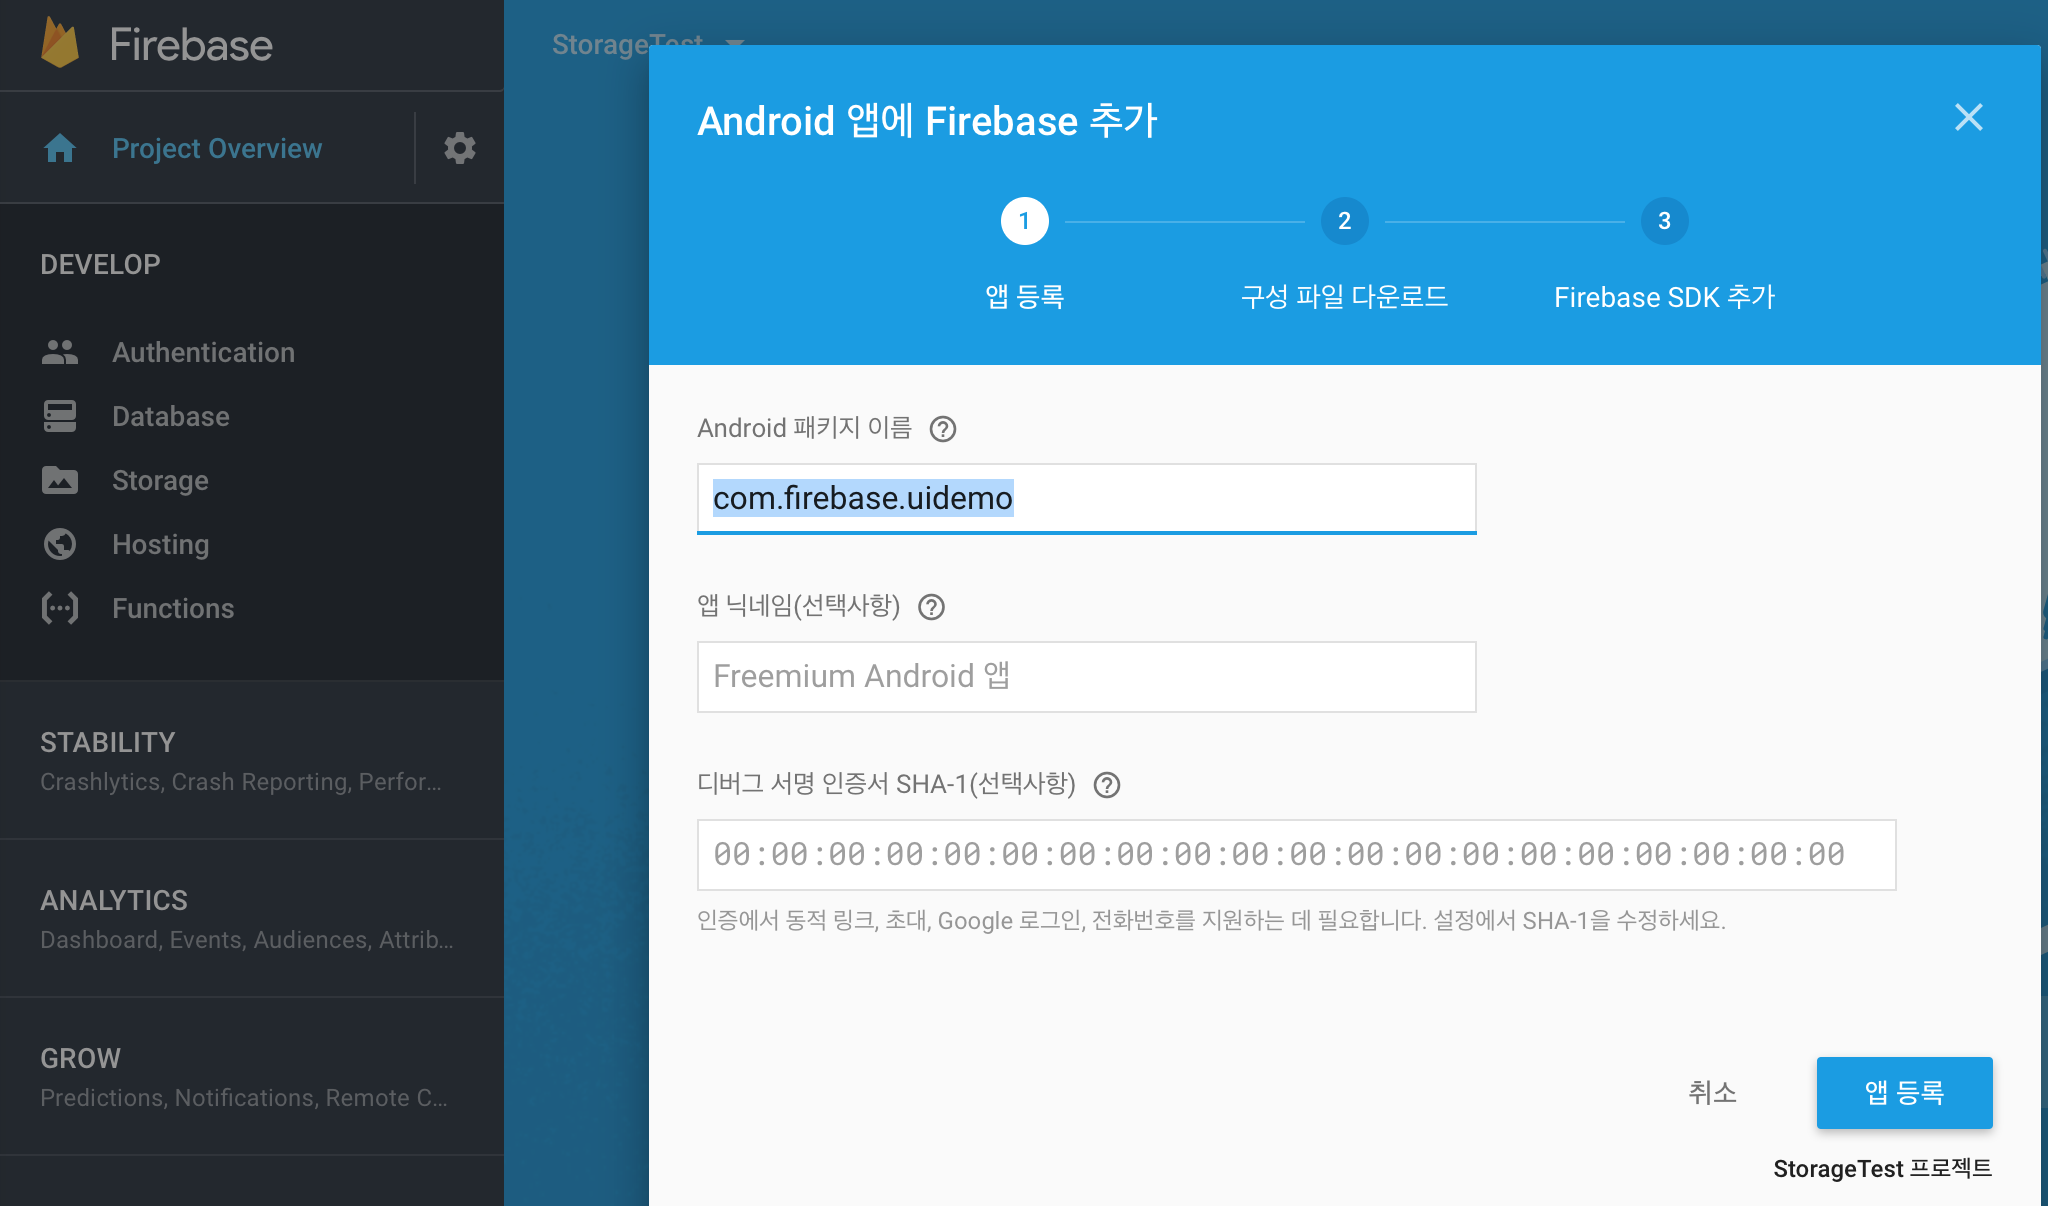 Firebase
Project Overview
DEVELOP
Authentication
Database
Storage
Hosting
Functions
STABILITY
Crashlytics, Crash Reporting, Perfor...
ANALYTICS
Dashboard, Events, Audiences, Attrib...
GROW
Predictions, Notifications, Remote C...
StorageTest
Android 앱에 Firebase 추가
1
2
3
앱 등록
구성 파일 다운로드
Firebase SDK 추가
Android 패키지 이름 ?
com.firebase.uidemo
앱 닉네임(선택사항) ?
Freemium Android 앱
디버그 서명 인증서 SHA-1(선택사항) ?
00:00:00:00:00:00:00:00:00:00:00:00:00:00:00:00:00:00:00:00
인증에서 동적 링크, 초대, Google 로그인, 전화번호를 지원하는 데 필요합니다. 설정에서 SHA-1을 수정하세요.
취소
앱 등록
StorageTest 프로젝트